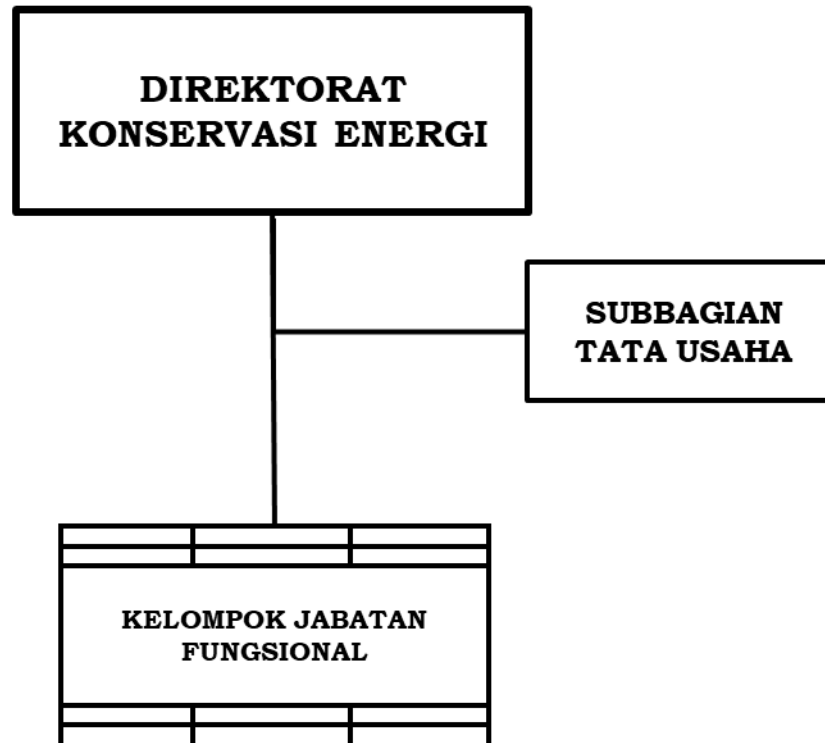 DIREKTORAT
KONSERVASI ENERGI
SUBBAGIAN
TATA USAHA
KELOMPOK JABATAN
FUNGSIONAL